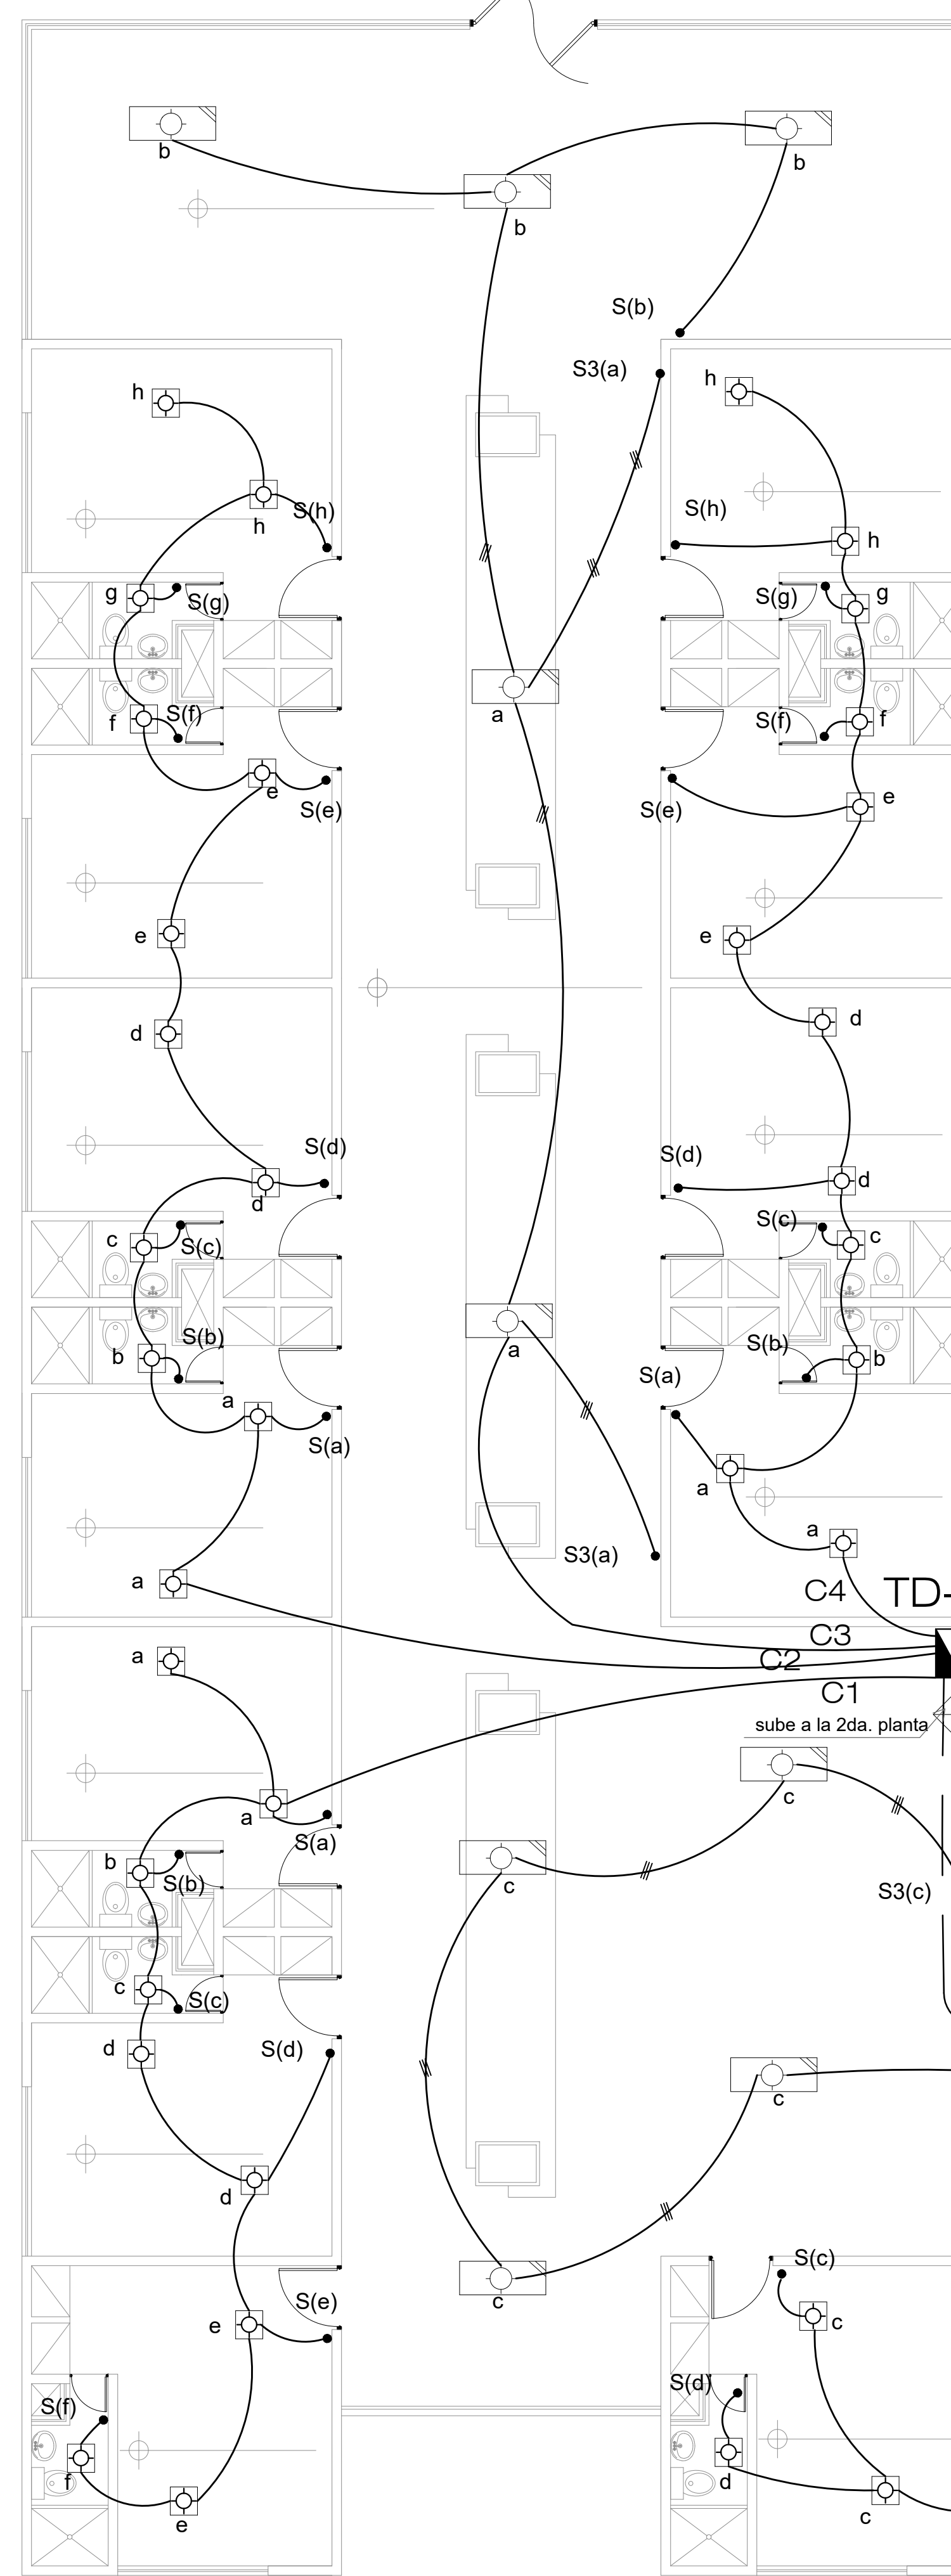 b
b
b
S(b)
S3(a)
h
h
S(h)
h
S(h)
h
g
S(g)
S(g)
g
f
S(f)
a
S(f)
f
e
S(e)
S(e)
e
e
e
d
d
S(d)
S(d)
d
d
c
S(c)
S(c)
c
b
S(b)
a
S(b)
b
a
S(a)
S(a)
a
a
S3(a)
a
C4
TD-
C3
a
C2
C1
sube a la 2da. planta
c
a
S(a)
b
S(b)
c
S3(c)
c
S(c)
d
S(d)
c
d
S(c)
S(e)
c
e
c
S(d)
S(f)
f
d
e
c